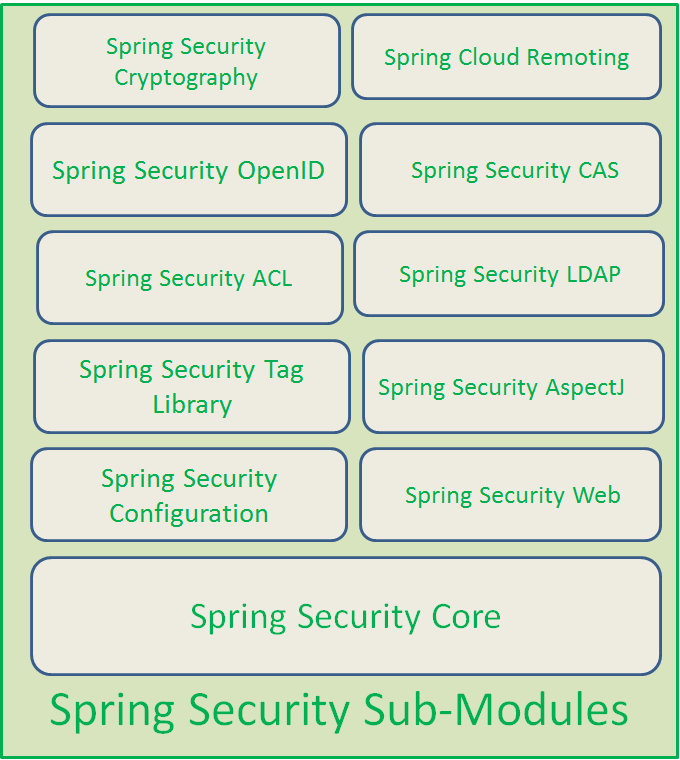 Spring Security
Cryptography
Spring Cloud Remoting
Spring Security OpenID
Spring Security CAS
Spring Security ACL
Spring Security LDAP
Spring Security Tag
Library
Spring Security AspectJ
Spring Security
Configuration
Spring Security Web
Spring Security Core
Spring Security Sub-Modules